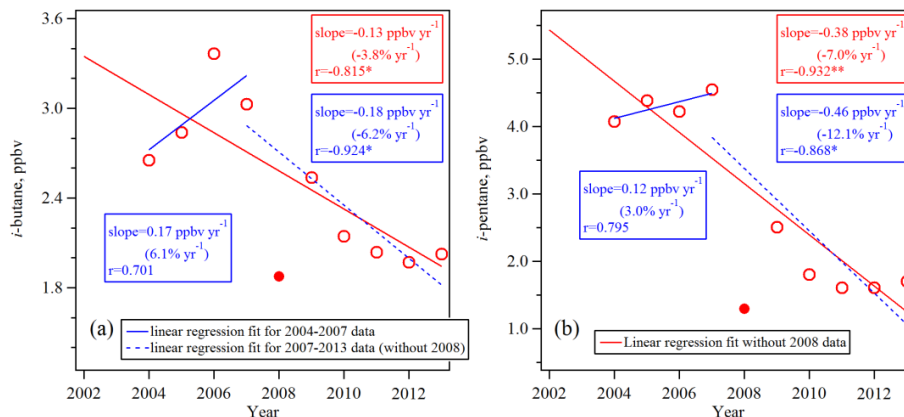 3.6
3.0
2.4
1.8
i-butane, ppbv
slope=-0.13 ppbv yr-1
(-3.8% yr-1)
r=-0.815*
slope=-0.18 ppbv yr-1
(-6.2% yr-1)
r=-0.924*
slope=0.17 ppbv yr-1
(6.1% yr-1)
r=0.701
(a)
linear regression fit for 2004-2007 data
linear regression fit for 2007-2013 data (without 2008)
2002 2004 2006 2008 2010 2012
Year
5.0
4.0
3.0
2.0
1.0
i-pentane, ppbv
slope=-0.38 ppbv yr-1
(-7.0% yr-1)
r=-0.932**
slope=-0.46 ppbv yr-1
(-12.1% yr-1)
r=-0.868*
slope=0.12 ppbv yr-1
(3.0% yr-1)
r=0.795
(b)
Linear regression fit without 2008 data
2002 2004 2006 2008 2010 2012
Year